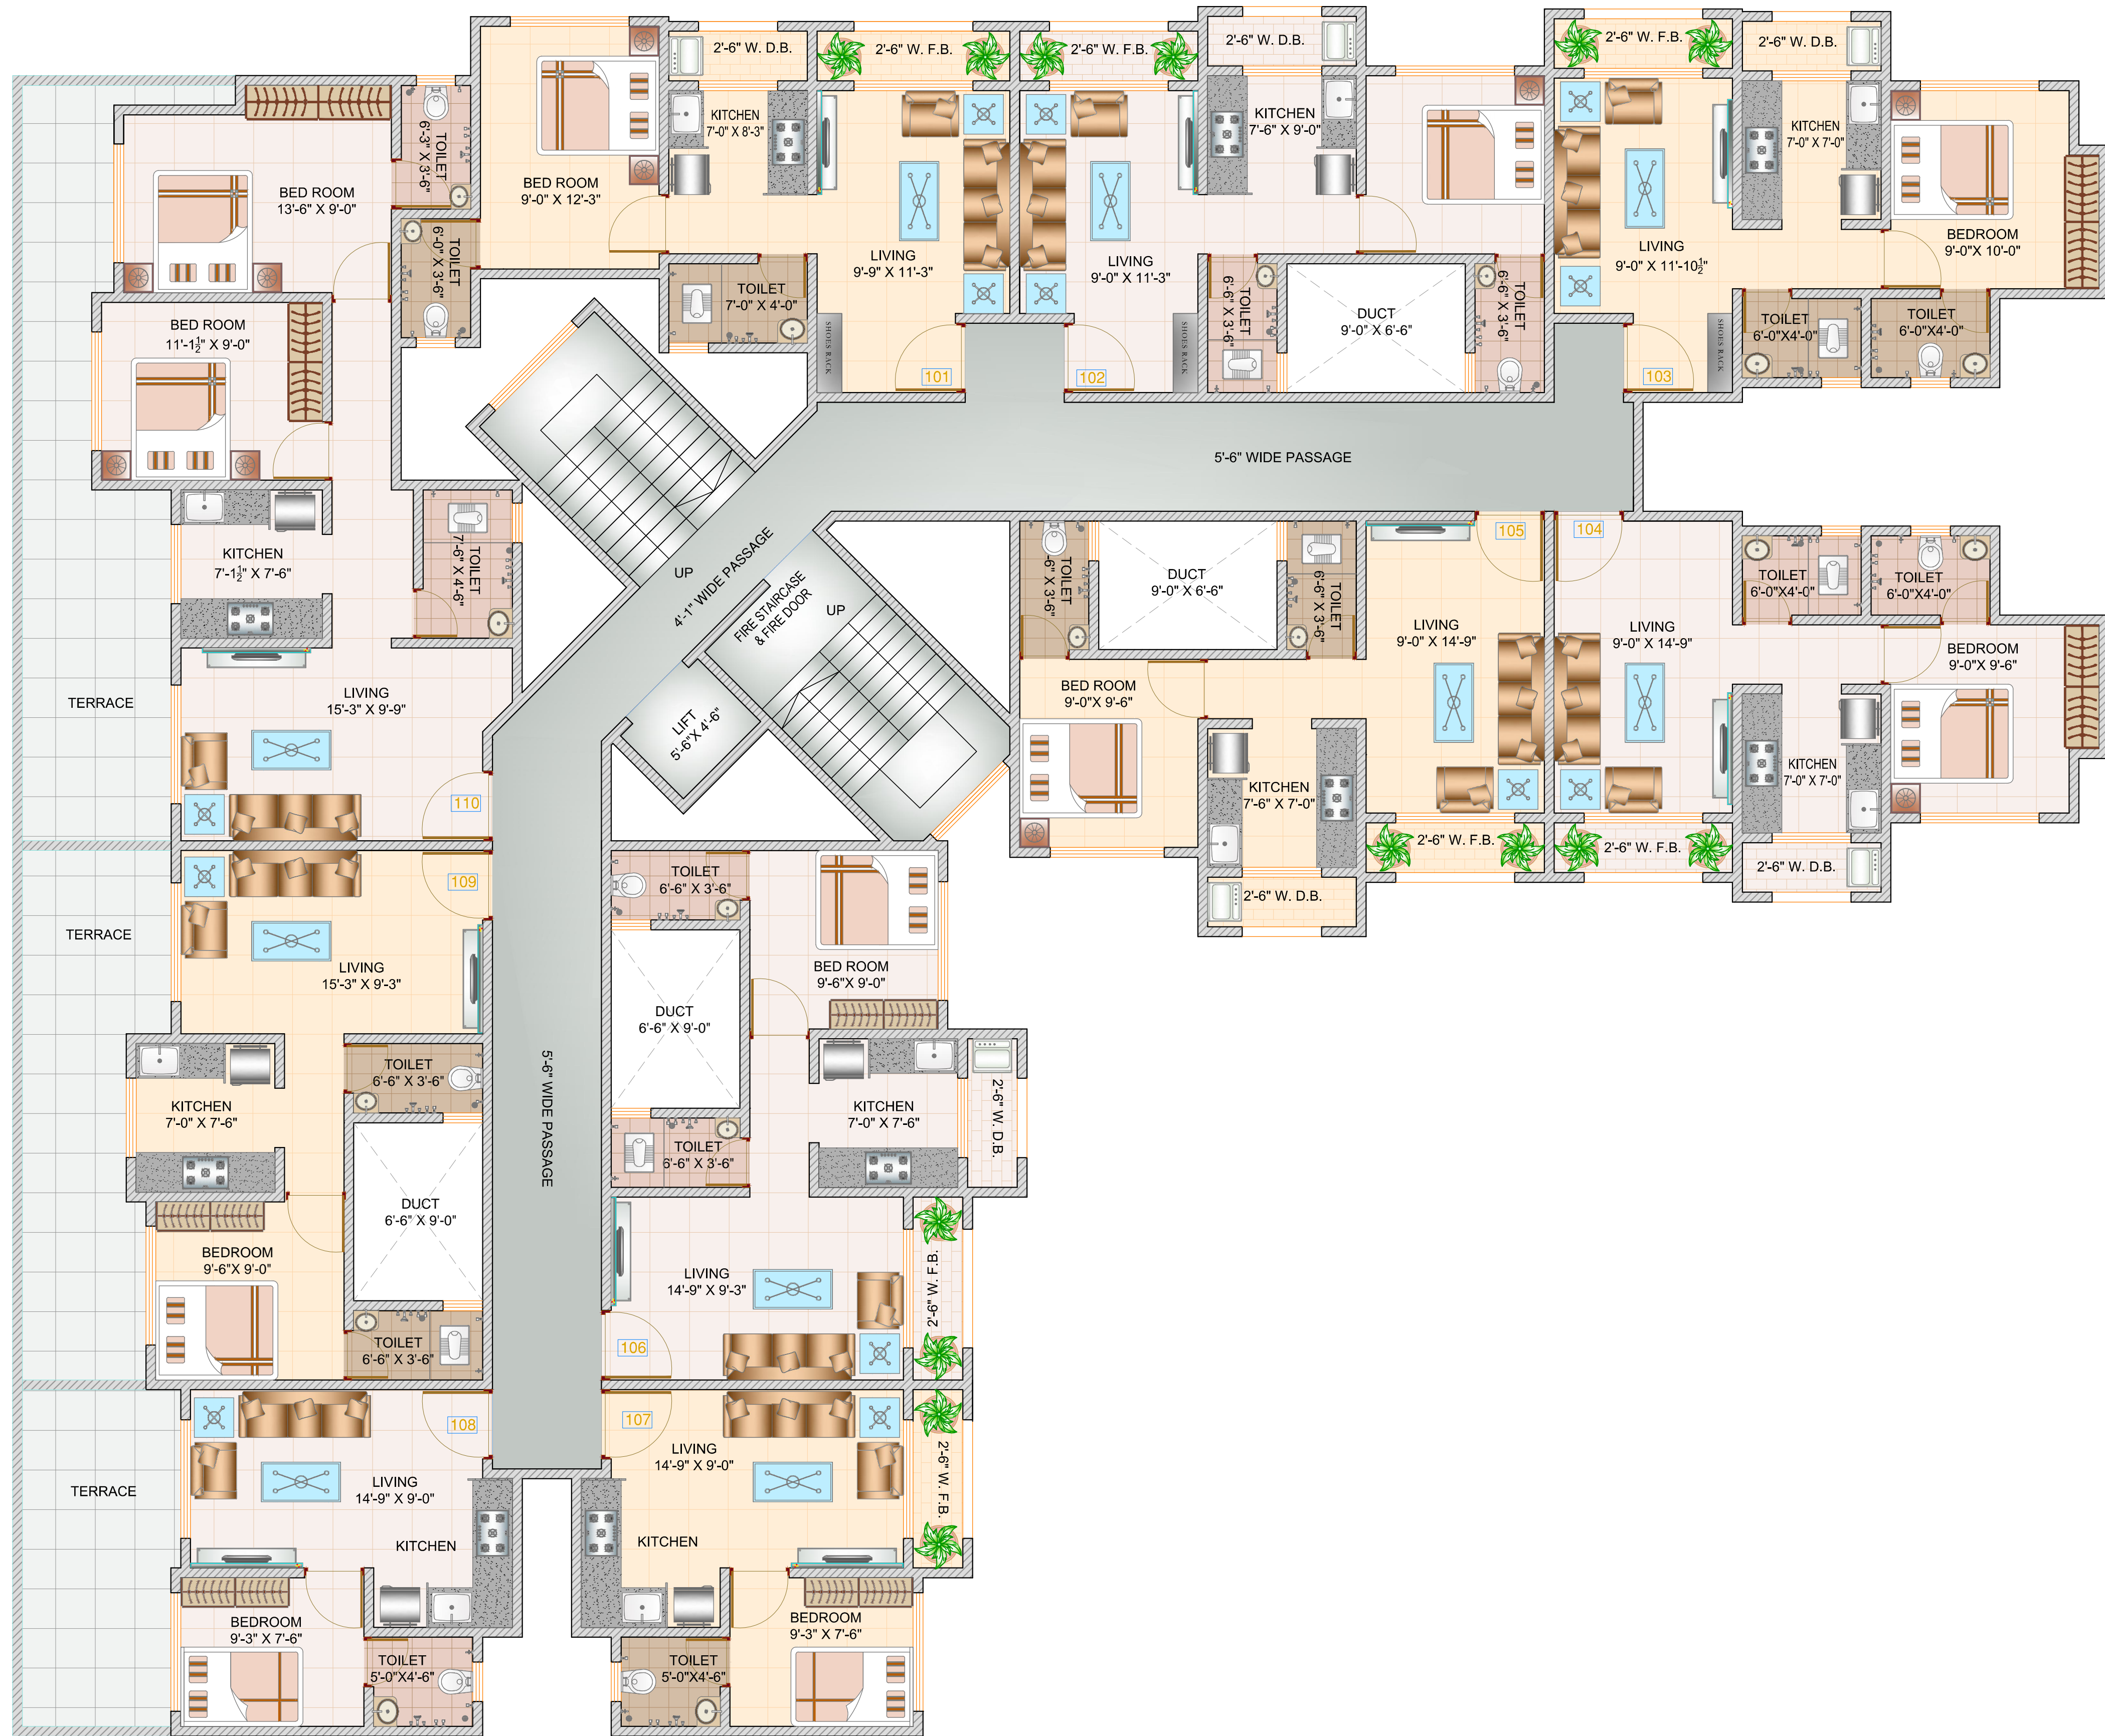 2'-6" W. D.B.
2'-6" W. F.B.
2'-6" W. F.B.
2'-6" W. D.B.
2'-6" W. F.B.
2'-6" W. D.B.
BED ROOM
13'-6" X 9'-0"
TOILET
6'-3" X 3'-6"
TOILET
6'-0" X 3'-6"
BED ROOM
9'-0" X 12'-3"
KITCHEN
7'-0" X 8'-3"
TOILET
7'-0" X 4'-0"
LIVING
9'-9" X 11'-3"
SHOES RACK
101
LIVING
9'-0" X 11'-3"
102
SHOES RACK
KITCHEN
7'-6" X 9'-0"
TOILET
6'-6" X 3'-6"
DUCT
9'-0" X 6'-6"
TOILET
6'-6" X 3'-6"
LIVING
9'-0" X 11'-10½"
103
SHOES RACK
KITCHEN
7'-0" X 7'-0"
BEDROOM
9'-0"X 10'-0"
TOILET
6'-0"X4'-0"
TOILET
6'-0"X4'-0"
BED ROOM
11'-1½" X 9'-0"
5'-6" WIDE PASSAGE
KITCHEN
7'-1½" X 7'-6"
TOILET
7'-6" X 4'-6"
UP
4'-1" WIDE PASSAGE
FIRE STAIRCASE
& FIRE DOOR
UP
LIFT
5'-6"X 4'-6"
TOILET
-6" X 3'-6"
DUCT
9'-0" X 6'-6"
TOILET
6'-6" X 3'-6"
105
104
LIVING
9'-0" X 14'-9"
LIVING
9'-0" X 14'-9"
TOILET
6'-0"X4'-0"
TOILET
6'-0"X4'-0"
BED ROOM
9'-0"X 9'-6"
BEDROOM
9'-0"X 9'-6"
KITCHEN
7'-6" X 7'-0"
KITCHEN
7'-0" X 7'-0"
2'-6" W. F.B.
2'-6" W. F.B.
2'-6" W. D.B.
2'-6" W. D.B.
TERRACE
LIVING
15'-3" X 9'-9"
110
109
TERRACE
LIVING
15'-3" X 9'-3"
TOILET
6'-6" X 3'-6"
BED ROOM
9'-6"X 9'-0"
DUCT
6'-6" X 9'-0"
5'-6" WIDE PASSAGE
TOILET
6'-6" X 3'-6"
KITCHEN
7'-0" X 7'-6"
KITCHEN
7'-0" X 7'-6"
2'-6" W. D.B.
TOILET
6'-6" X 3'-6"
DUCT
6'-6" X 9'-0"
BEDROOM
9'-6"X 9'-0"
LIVING
14'-9" X 9'-3"
2'-6" W. F.B.
TOILET
6'-6" X 3'-6"
106
108
107
LIVING
14'-9" X 9'-0"
2'-6" W. F.B.
TERRACE
LIVING
14'-9" X 9'-0"
KITCHEN
KITCHEN
BEDROOM
9'-3" X 7'-6"
BEDROOM
9'-3" X 7'-6"
TOILET
5'-0"X4'-6"
TOILET
5'-0"X4'-6"